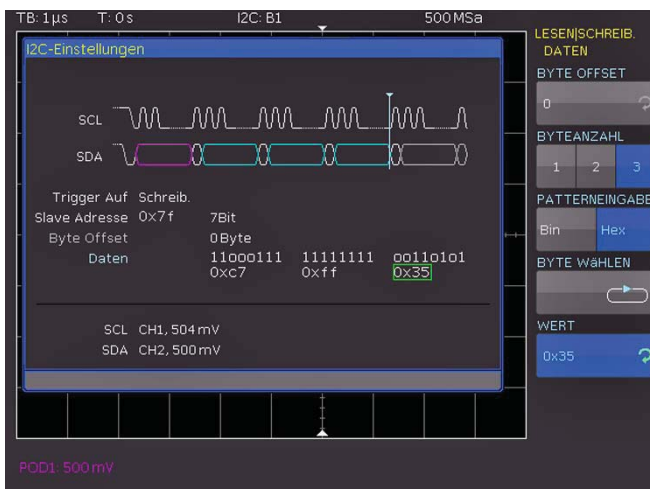 TB: 1µs T: 0s I2C: B1 500MSa
I2C-Einstellungen
SCL
SDA
Trigger Auf Schreib.
Slave Adresse 0x7f 7Bit
Byte Offset 0Byte
Daten 11000111 11111111 00110101
0xc7 0xff 0x35
SCL CH1, 504mV
SDA CH2, 500mV
POD1: 500mV
LESEN|SCHREIB.
DATEN
BYTE OFFSET
0
BYTEANZAHL
1 2 3
PATTERNEINGABE
Bin Hex
BYTE WäHLEN
WERT
0x35